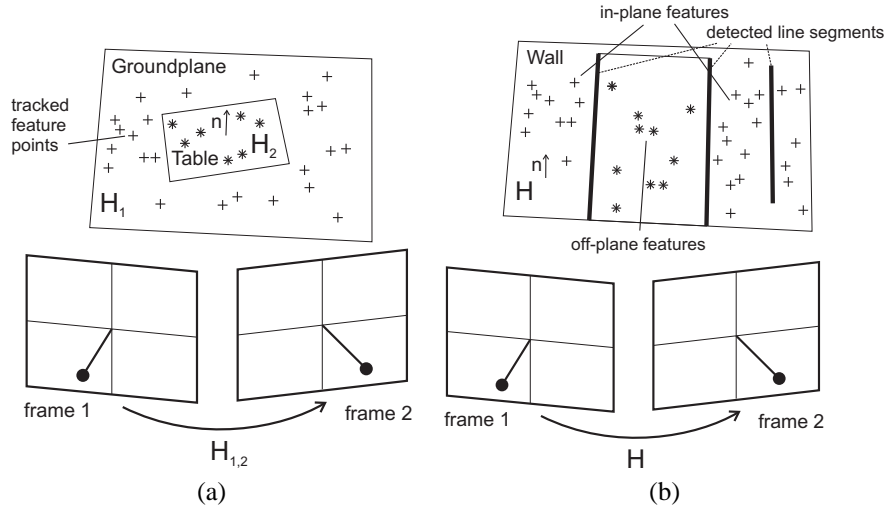 Groundplane
tracked
feature
points
n
Table
H₂
H₁
frame 1
frame 2
H₁,₂
(a)
in-plane features
detected line segments
Wall
n
H
off-plane features
frame 1
frame 2
H
(b)